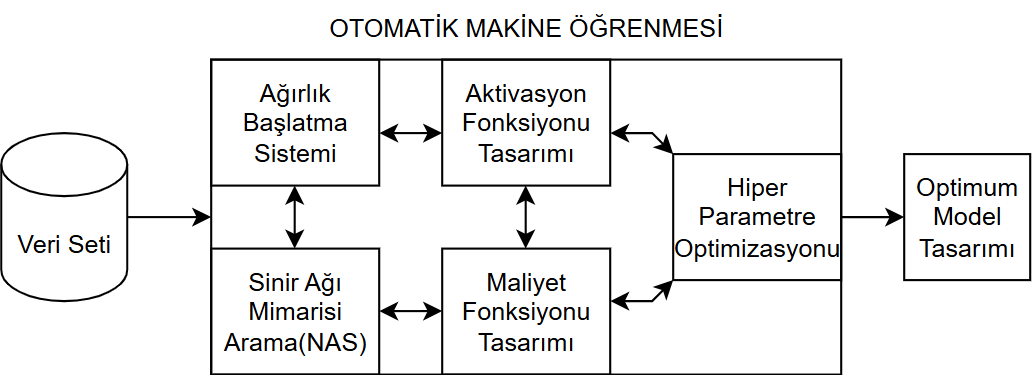 OTOMATİK MAKİNE ÖĞRENMESİ
Ağırlık
Başlatma
Sistemi
Aktivasyon
Fonksiyonu
Tasarımı
Veri Seti
Hiper
Parametre
Optimizasyonu
Optimum
Model
Tasarımı
Sinir Ağı
Mimarisi
Arama(NAS)
Maliyet
Fonksiyonu
Tasarımı